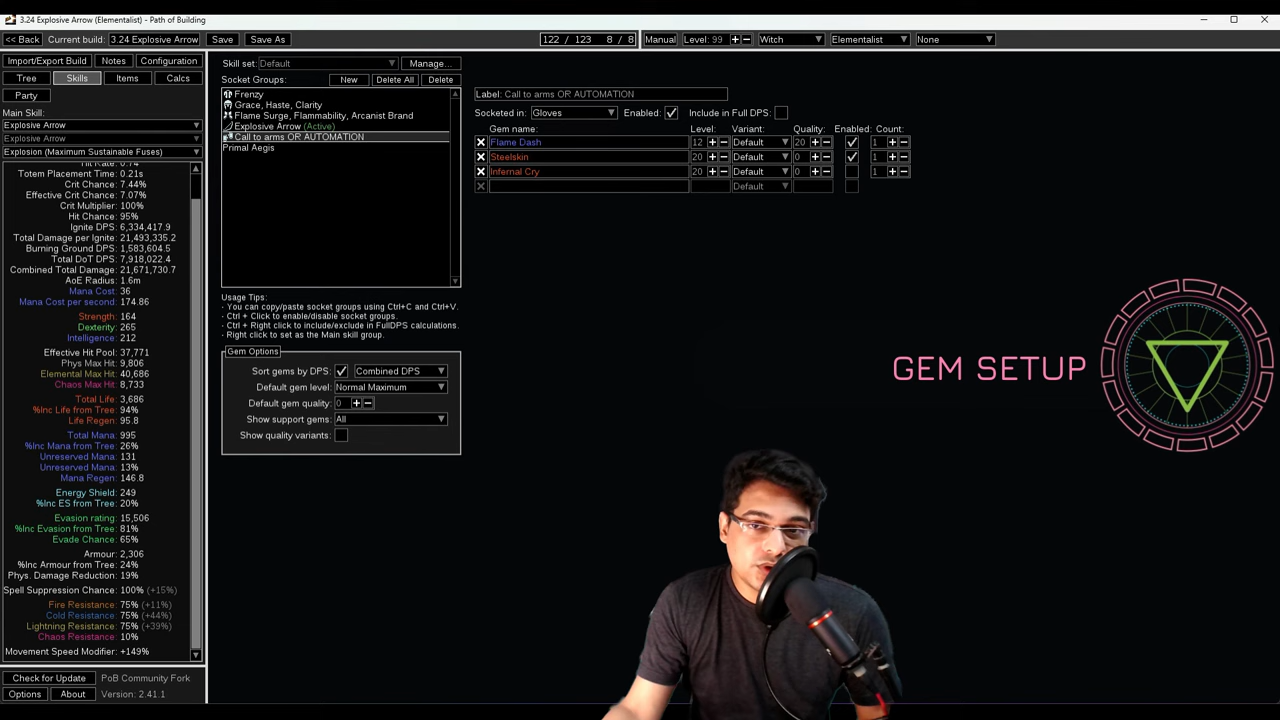 3.24 Explosive Arrow (Elementalist) - Path of Building
<< Back Current build: 3.24 Explosive Arrow Save Save As 122 / 123 8 / 8 Manual Level: 99 Witch Elementalist None
Import/Export Build Notes Configuration
Tree Skills Items Calcs
Party
Main Skill:
Explosive Arrow
Explosive Arrow
Explosion (Maximum Sustainable Fuses)
Hit Rate: 0.74
Totem Placement Time: 0.21s
Crit Chance: 7.44%
Effective Crit Chance: 7.07%
Crit Multiplier: 100%
Hit Chance: 95%
Ignite DPS: 6,334,417.9
Total Damage per Ignite: 21,493,335.2
Burning Ground DPS: 1,583,604.5
Total DoT DPS: 7,918,022.4
Combined Total Damage: 21,671,730.7
AoE Radius: 1.6m
Mana Cost: 36
Mana Cost per second: 174.86
Strength: 164
Dexterity: 265
Intelligence: 212
Effective Hit Pool: 37,771
Phys Max Hit: 9,806
Elemental Max Hit: 40,686
Chaos Max Hit: 8,733
Total Life: 3,686
%Inc Life from Tree: 94%
Life Regen: 95.8
Total Mana: 995
%Inc Mana from Tree: 26%
Unreserved Mana: 131
Unreserved Mana: 13%
Mana Regen: 146.8
Energy Shield: 249
%Inc ES from Tree: 20%
Evasion rating: 15,506
%Inc Evasion from Tree: 81%
Evade Chance: 65%
Armour: 2,306
%Inc Armour from Tree: 24%
Phys. Damage Reduction: 19%
Spell Suppression Chance: 100% (+15%)
Fire Resistance: 75% (+11%)
Cold Resistance: 75% (+44%)
Lightning Resistance: 75% (+39%)
Chaos Resistance: 10%
Movement Speed Modifier: +149%
Check for Update PoB Community Fork
Options About Version: 2.41.1
Skill set: Default Manage...
Socket Groups: New Delete All Delete
Frenzy
Grace, Haste, Clarity
Flame Surge, Flammability, Arcanist Brand
Explosive Arrow (Active)
Call to arms OR AUTOMATION
Primal Aegis
Usage Tips:
- You can copy/paste socket groups using Ctrl+C and Ctrl+V.
- Ctrl + Click to enable/disable socket groups.
- Ctrl + Right click to include/exclude in FullDPS calculations.
- Right click to set as the Main skill group.
Gem Options
Sort gems by DPS: Combined DPS
Default gem level: Normal Maximum
Default gem quality: 0
Show support gems: All
Show quality variants:
Label: Call to arms OR AUTOMATION
Socketed in: Gloves Enabled: Include in Full DPS:
Gem name: Level: Variant: Quality: Enabled: Count:
Flame Dash 12 Default 20 1
Steelskin 20 Default 0 1
Infernal Cry 20 Default 0 1
Default
GEM SETUP